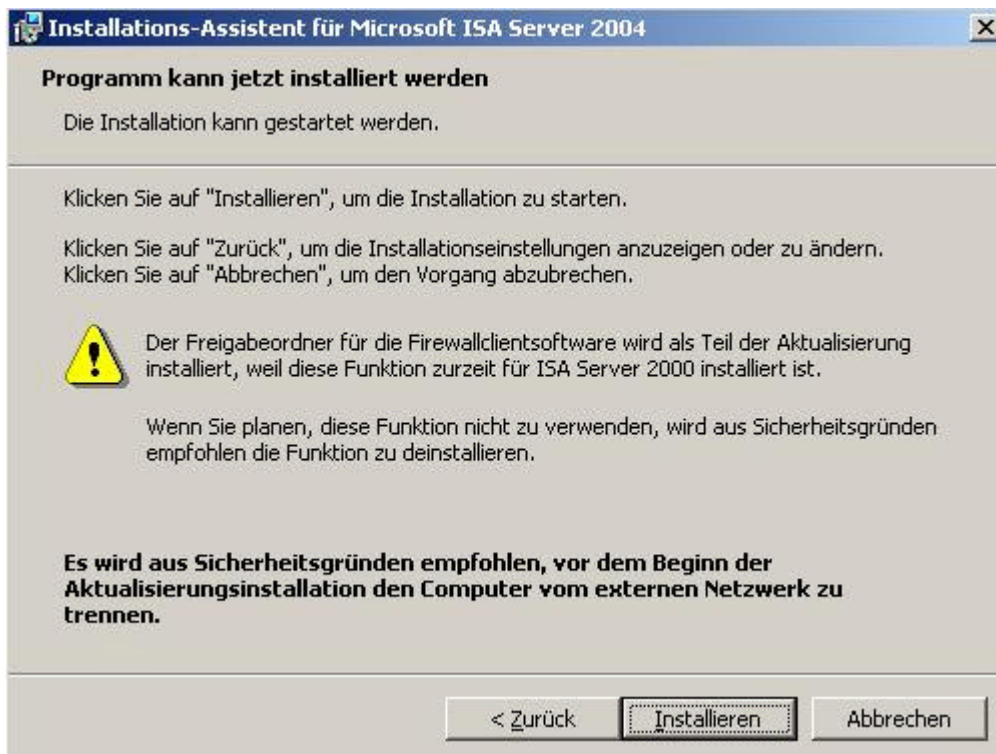 Installations-Assistent für Microsoft ISA Server 2004
Programm kann jetzt installiert werden
Die Installation kann gestartet werden.
Klicken Sie auf "Installieren", um die Installation zu starten.
Klicken Sie auf "Zurück", um die Installationseinstellungen anzuzeigen oder zu ändern.
Klicken Sie auf "Abbrechen", um den Vorgang abzubrechen.
Der Freigabeordner für die Firewallclientsoftware wird als Teil der Aktualisierung
installiert, weil diese Funktion zurzeit für ISA Server 2000 installiert ist.
Wenn Sie planen, diese Funktion nicht zu verwenden, wird aus Sicherheitsgründen
empfohlen die Funktion zu deinstallieren.
Es wird aus Sicherheitsgründen empfohlen, vor dem Beginn der
Aktualisierungsinstallation den Computer vom externen Netzwerk zu
trennen.
< Zurück Installieren Abbrechen